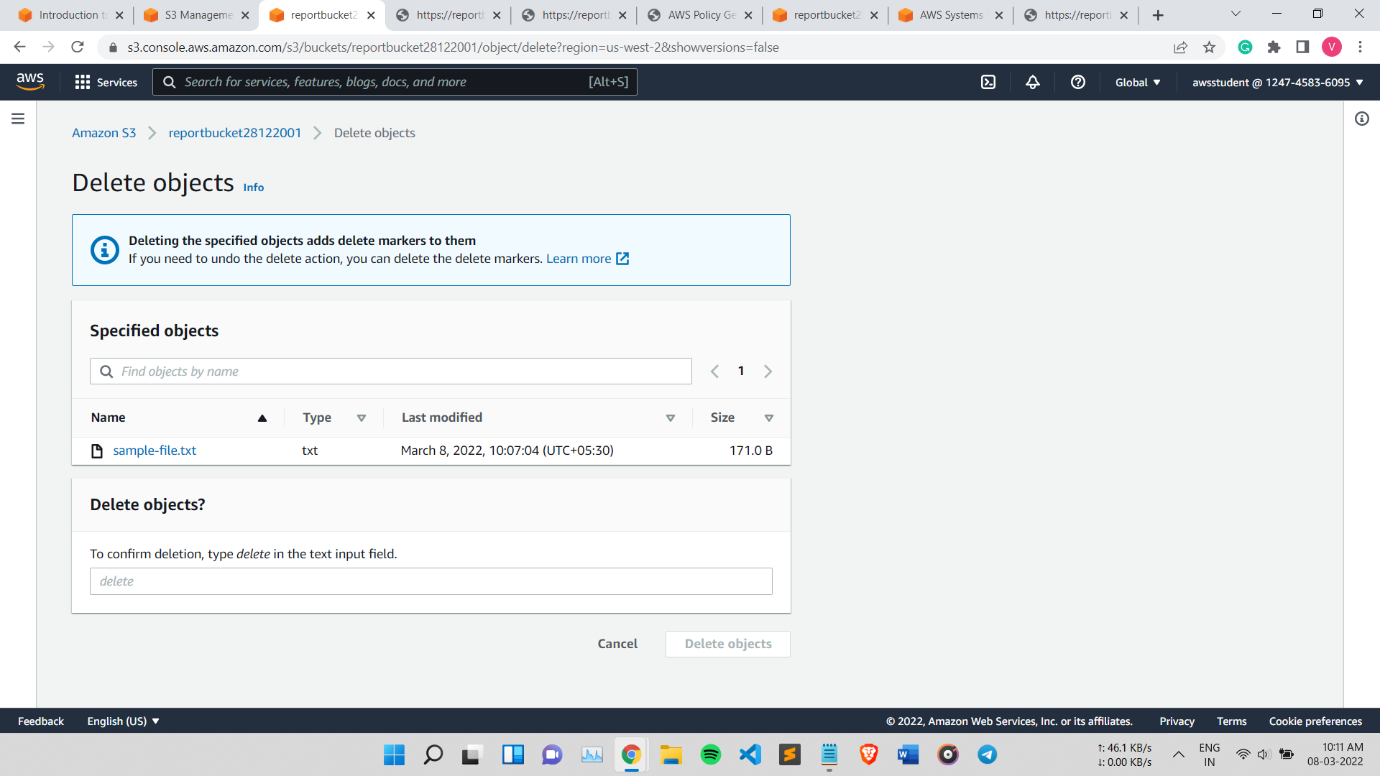 Introduction t
S3 Manageme
reportbucket2
https://report
https://report
AWS Policy Ge
reportbucket2
AWS Systems
https://report
s3.console.aws.amazon.com/s3/buckets/reportbucket28122001/object/delete?region=us-west-2&showversions=false
V
aws
Services
Search for services, features, blogs, docs, and more
[Alt+S]
Global
awsstudent @ 1247-4583-6095
Amazon S3
reportbucket28122001
Delete objects
Delete objects Info
Deleting the specified objects adds delete markers to them
If you need to undo the delete action, you can delete the delete markers. Learn more
Specified objects
Find objects by name
1
Name Type Last modified Size
sample-file.txt txt March 8, 2022, 10:07:04 (UTC+05:30) 171.0 B
Delete objects?
To confirm deletion, type delete in the text input field.
delete
Cancel Delete objects
Feedback English (US) © 2022, Amazon Web Services, Inc. or its affiliates. Privacy Terms Cookie preferences
↑: 46.1 KB/s
↓: 0.00 KB/s
ENG
IN
10:11 AM
08-03-2022